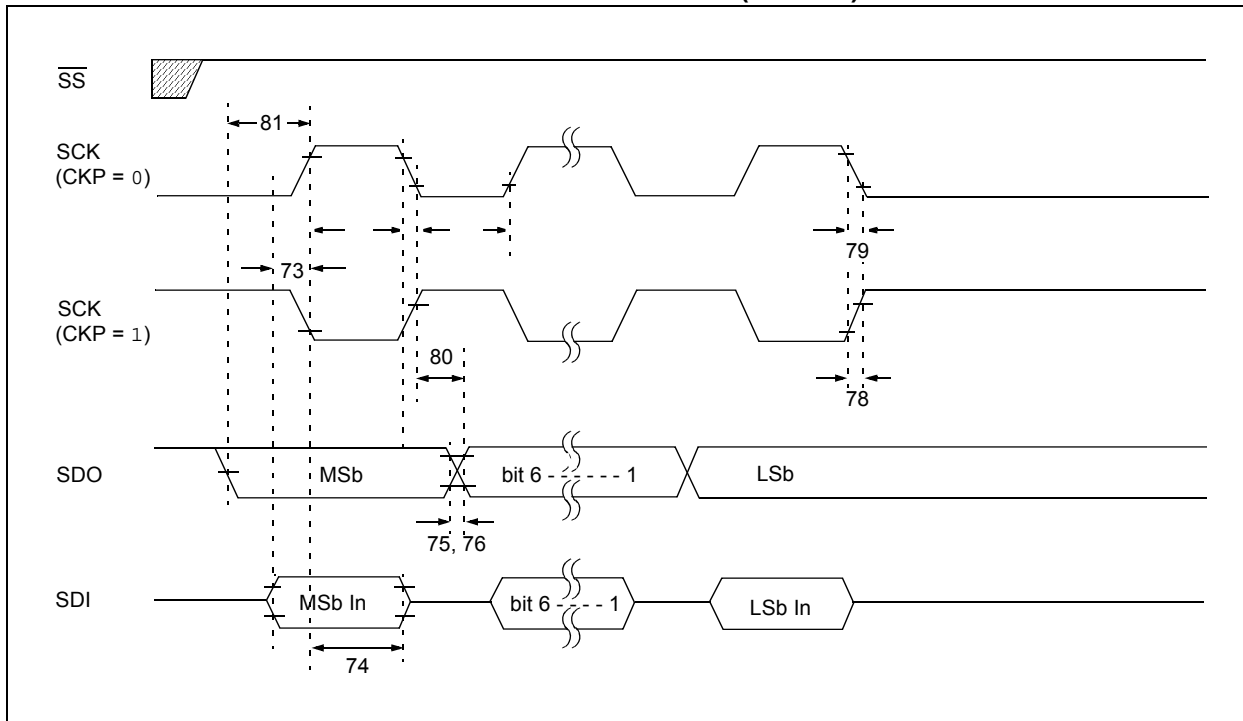 SS
81
SCK
(CKP = 0)
79
73
SCK
(CKP = 1)
80
78
SDO
MSb
bit 6 - - - - - - 1
LSb
75, 76
SDI
MSb In
bit 6 - - - - - 1
LSb In
74